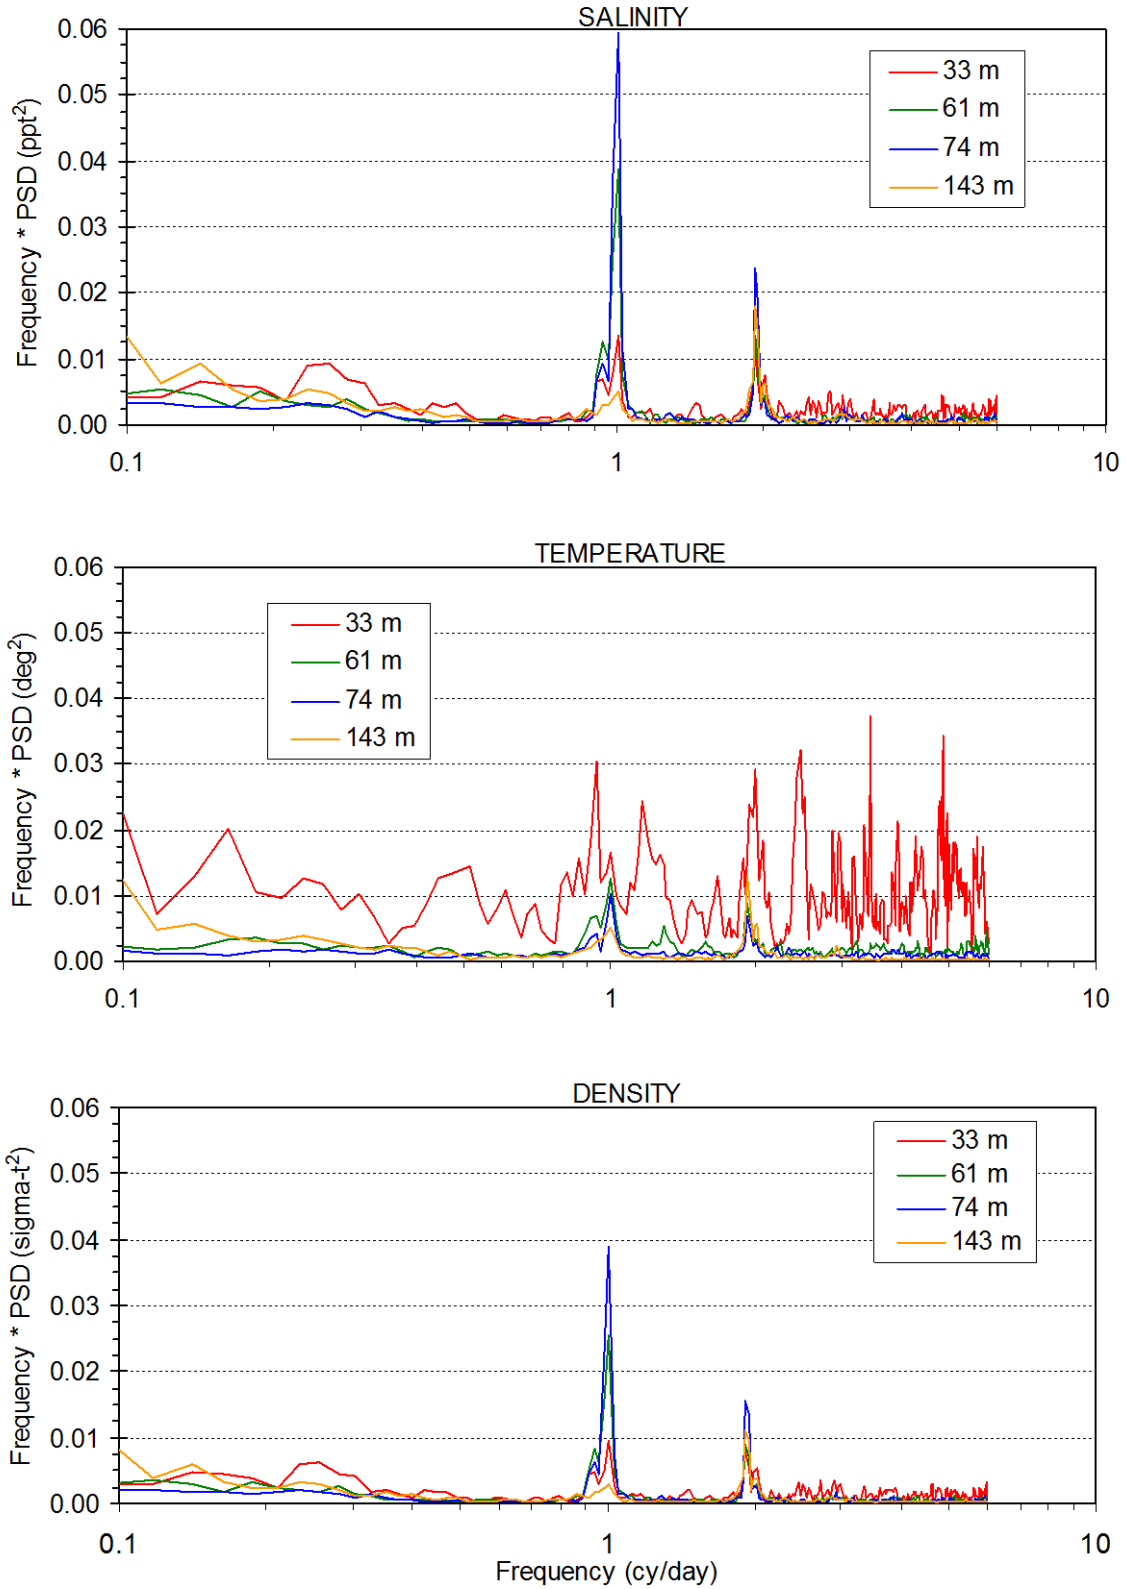 SALINITY
Frequency * PSD (ppt²)
0.06
0.05
0.04
0.03
0.02
0.01
0.00
0.1
1
10
33 m
61 m
74 m
143 m
TEMPERATURE
Frequency * PSD (deg²)
0.06
0.05
0.04
0.03
0.02
0.01
0.00
0.1
1
10
33 m
61 m
74 m
143 m
DENSITY
Frequency * PSD (sigma-t²)
0.06
0.05
0.04
0.03
0.02
0.01
0.00
0.1
1
10
33 m
61 m
74 m
143 m
Frequency (cy/day)